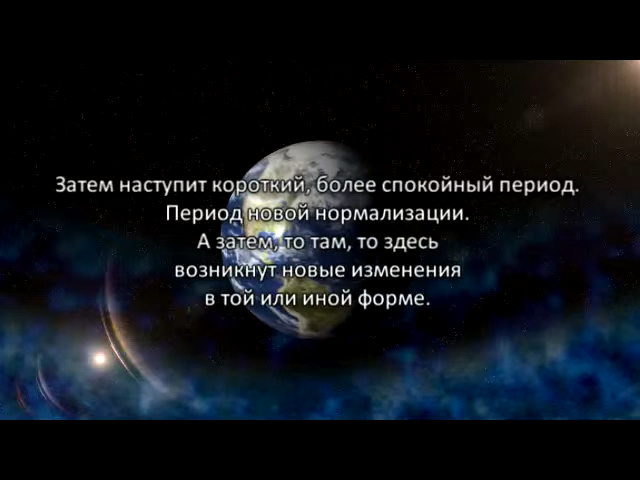 Затем наступит короткий, более спокойный период.
Период новой нормализации.
А затем, то там, то здесь
возникнут новые изменения
в той или иной форме.